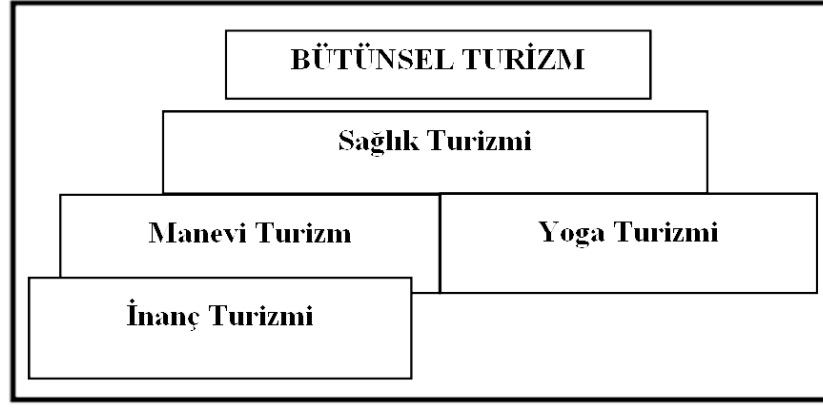 BÜTÜNSEL TURİZM
Sağlık Turizmi
Manevi Turizm
Yoga Turizmi
İnanç Turizmi